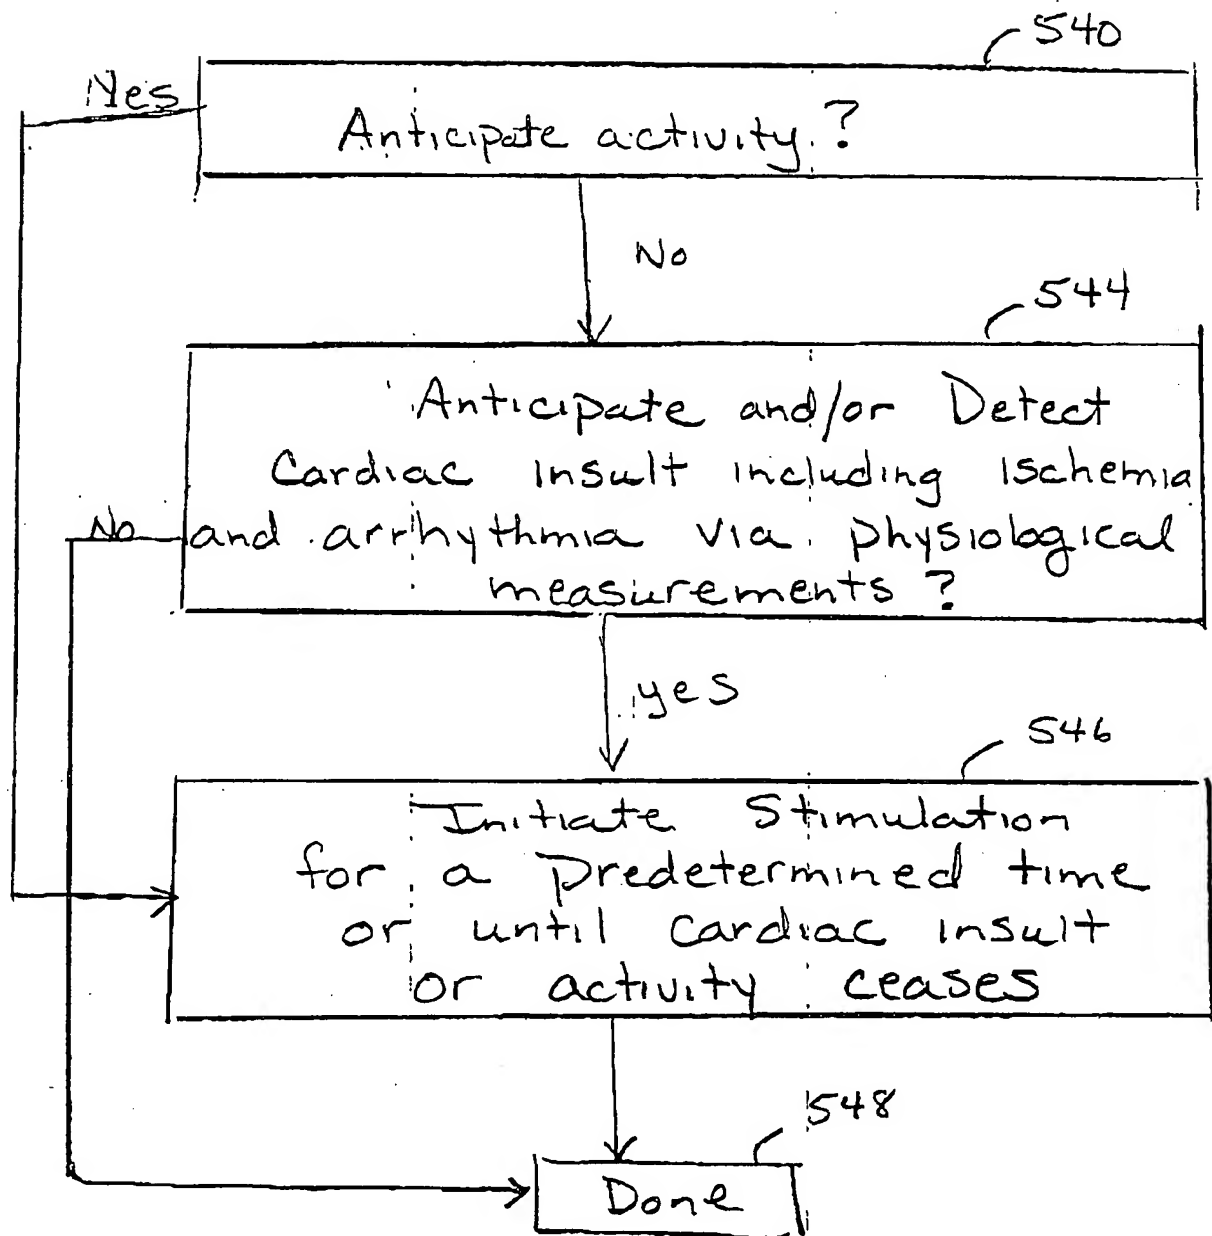 540
Yes
Anticipate activity?
No
544
Anticipate and/or Detect
Cardiac insult including ischemia
No
and arrhythmia via physiological
measurements?
yes
546
Initiate Stimulation
for a predetermined time
or until cardiac insult
or activity ceases
548
Done